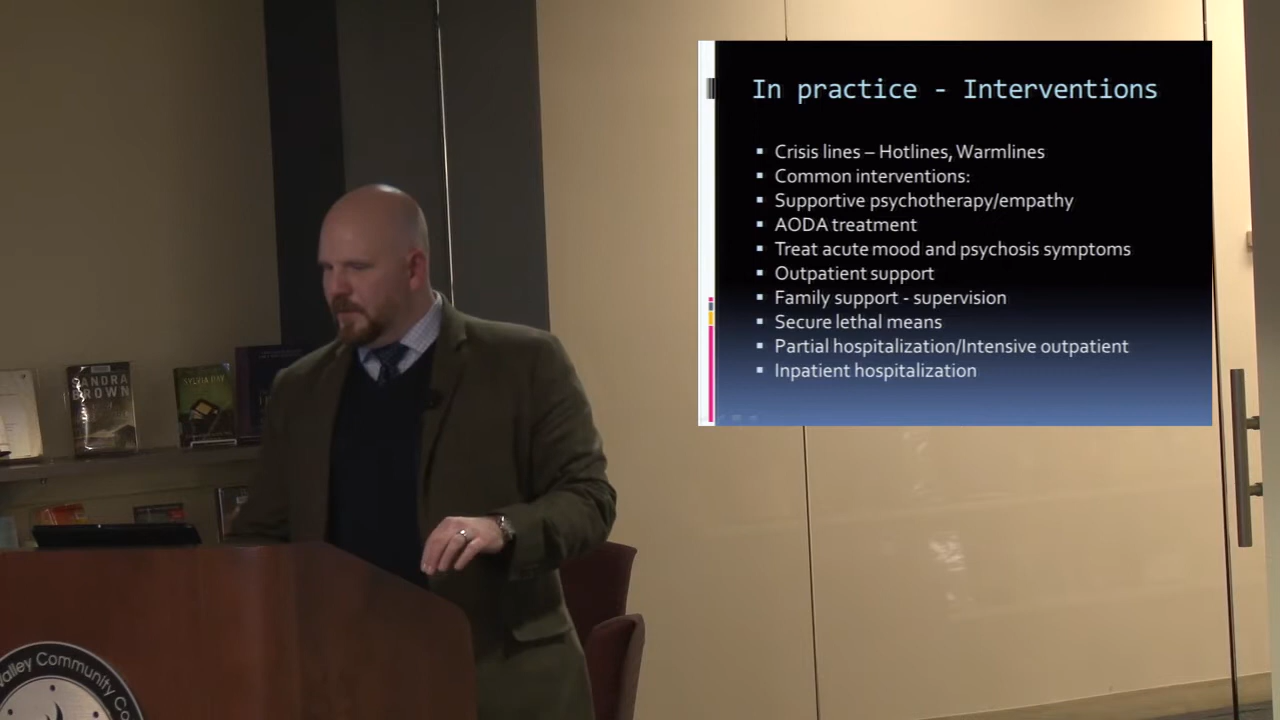 In practice - Interventions
Crisis lines – Hotlines, Warmlines
Common interventions:
Supportive psychotherapy/empathy
AODA treatment
Treat acute mood and psychosis symptoms
Outpatient support
Family support - supervision
Secure lethal means
Partial hospitalization/Intensive outpatient
Inpatient hospitalization
SANDRA
BROWN
Valley Community Co